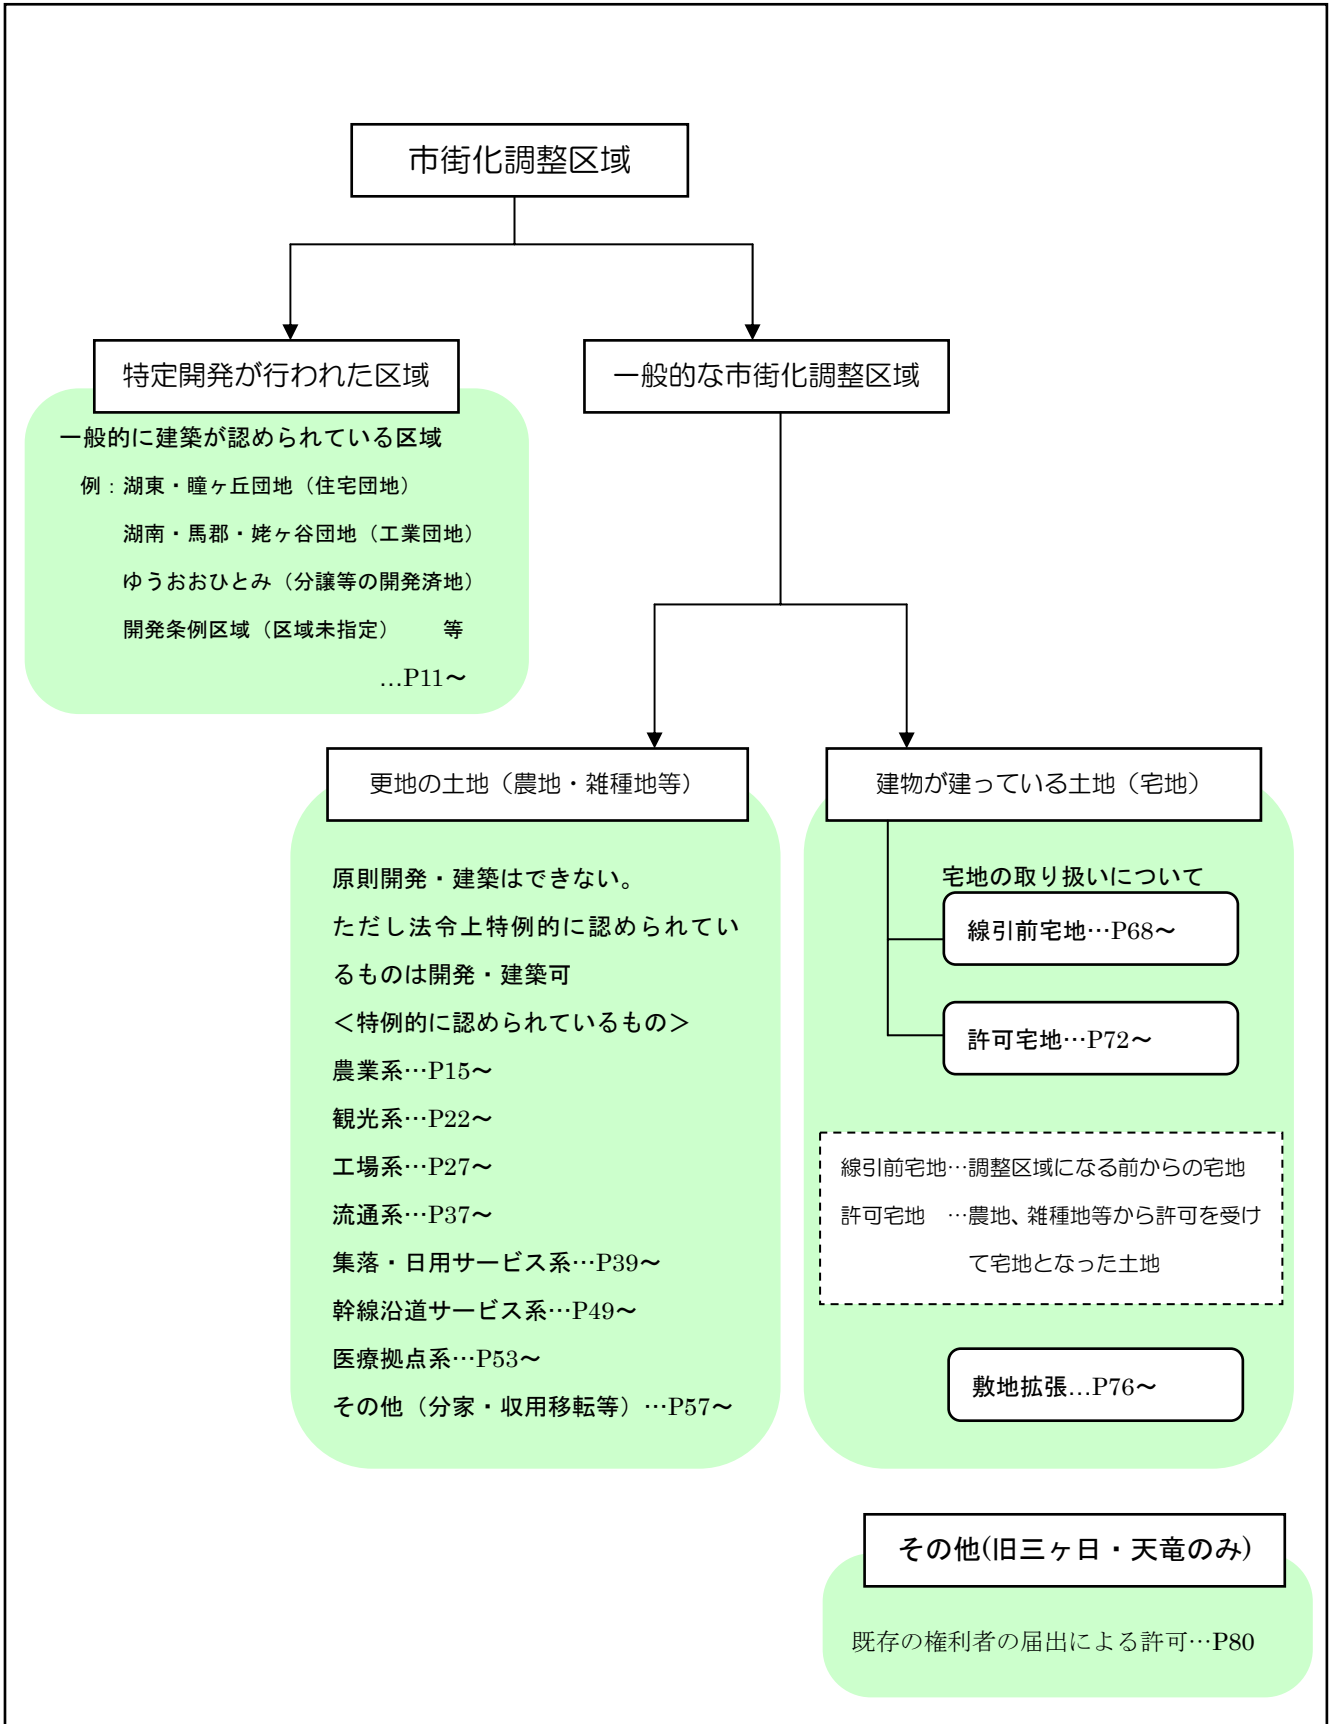 市街化調整区域
特定開発が行われた区域
一般的に建築が認められている区域
例：湖東・瞳ヶ丘団地（住宅団地）
湖南・馬郡・姥ヶ谷団地（工業団地）
ゆうおおひとみ（分譲等の開発済地）
開発条例区域（区域未指定）　等
…P11～
一般的な市街化調整区域
更地の土地（農地・雑種地等）
原則開発・建築はできない。
ただし法令上特例的に認められてい
るものは開発・建築可
＜特例的に認められているもの＞
農業系…P15～
観光系…P22～
工場系…P27～
流通系…P37～
集落・日用サービス系…P39～
幹線沿道サービス系…P49～
医療拠点系…P53～
その他（分家・収用移転等）…P57～
建物が建っている土地（宅地）
宅地の取り扱いについて
線引前宅地…P68～
許可宅地…P72～
線引前宅地…調整区域になる前からの宅地
許可宅地　…農地、雑種地等から許可を受け
て宅地となった土地
敷地拡張…P76～
その他(旧三ヶ日・天竜のみ)
既存の権利者の届出による許可…P80